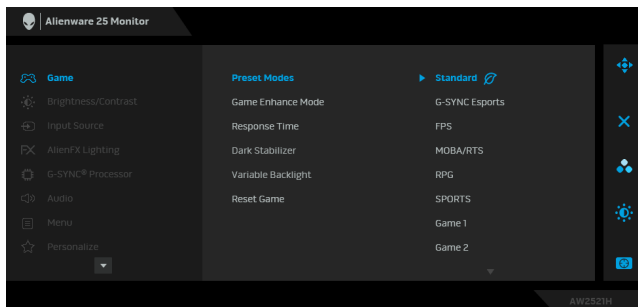 Alienware 25 Monitor
Game
Brightness/Contrast
Input Source
AlienFX Lighting
G-SYNC® Processor
Audio
Menu
Personalize
Preset Modes
Game Enhance Mode
Response Time
Dark Stabilizer
Variable Backlight
Reset Game
Standard
G-SYNC Esports
FPS
MOBA/RTS
RPG
SPORTS
Game 1
Game 2
AW2521H